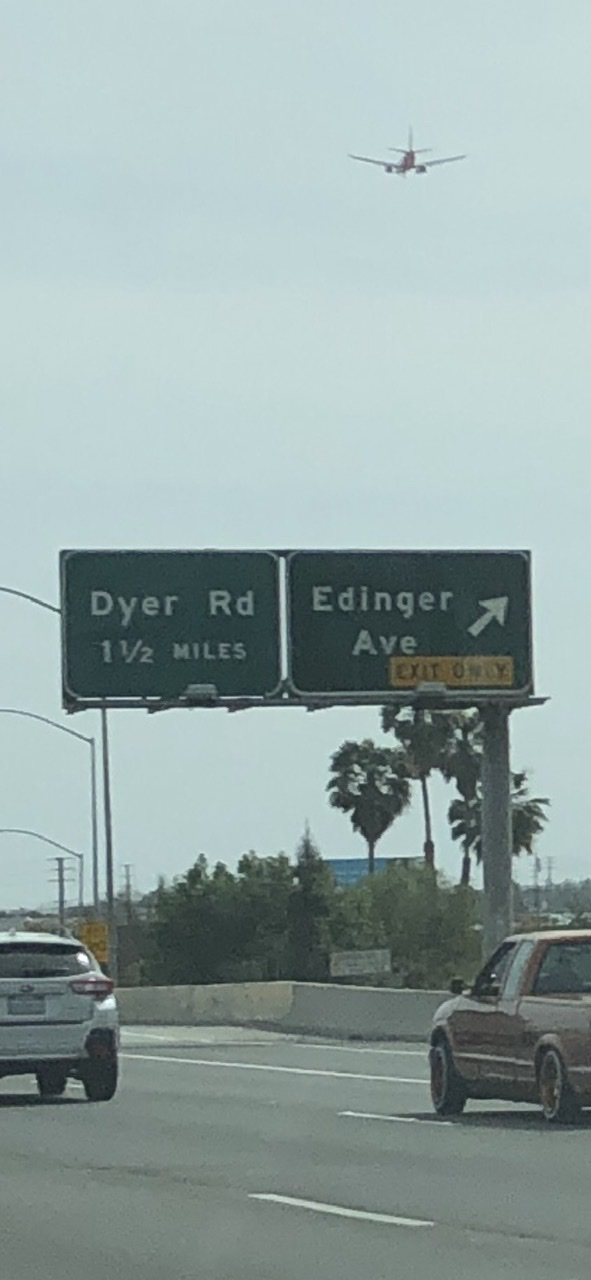 Dyer Rd
1½ MILES
Edinger
Ave
EXIT ONLY